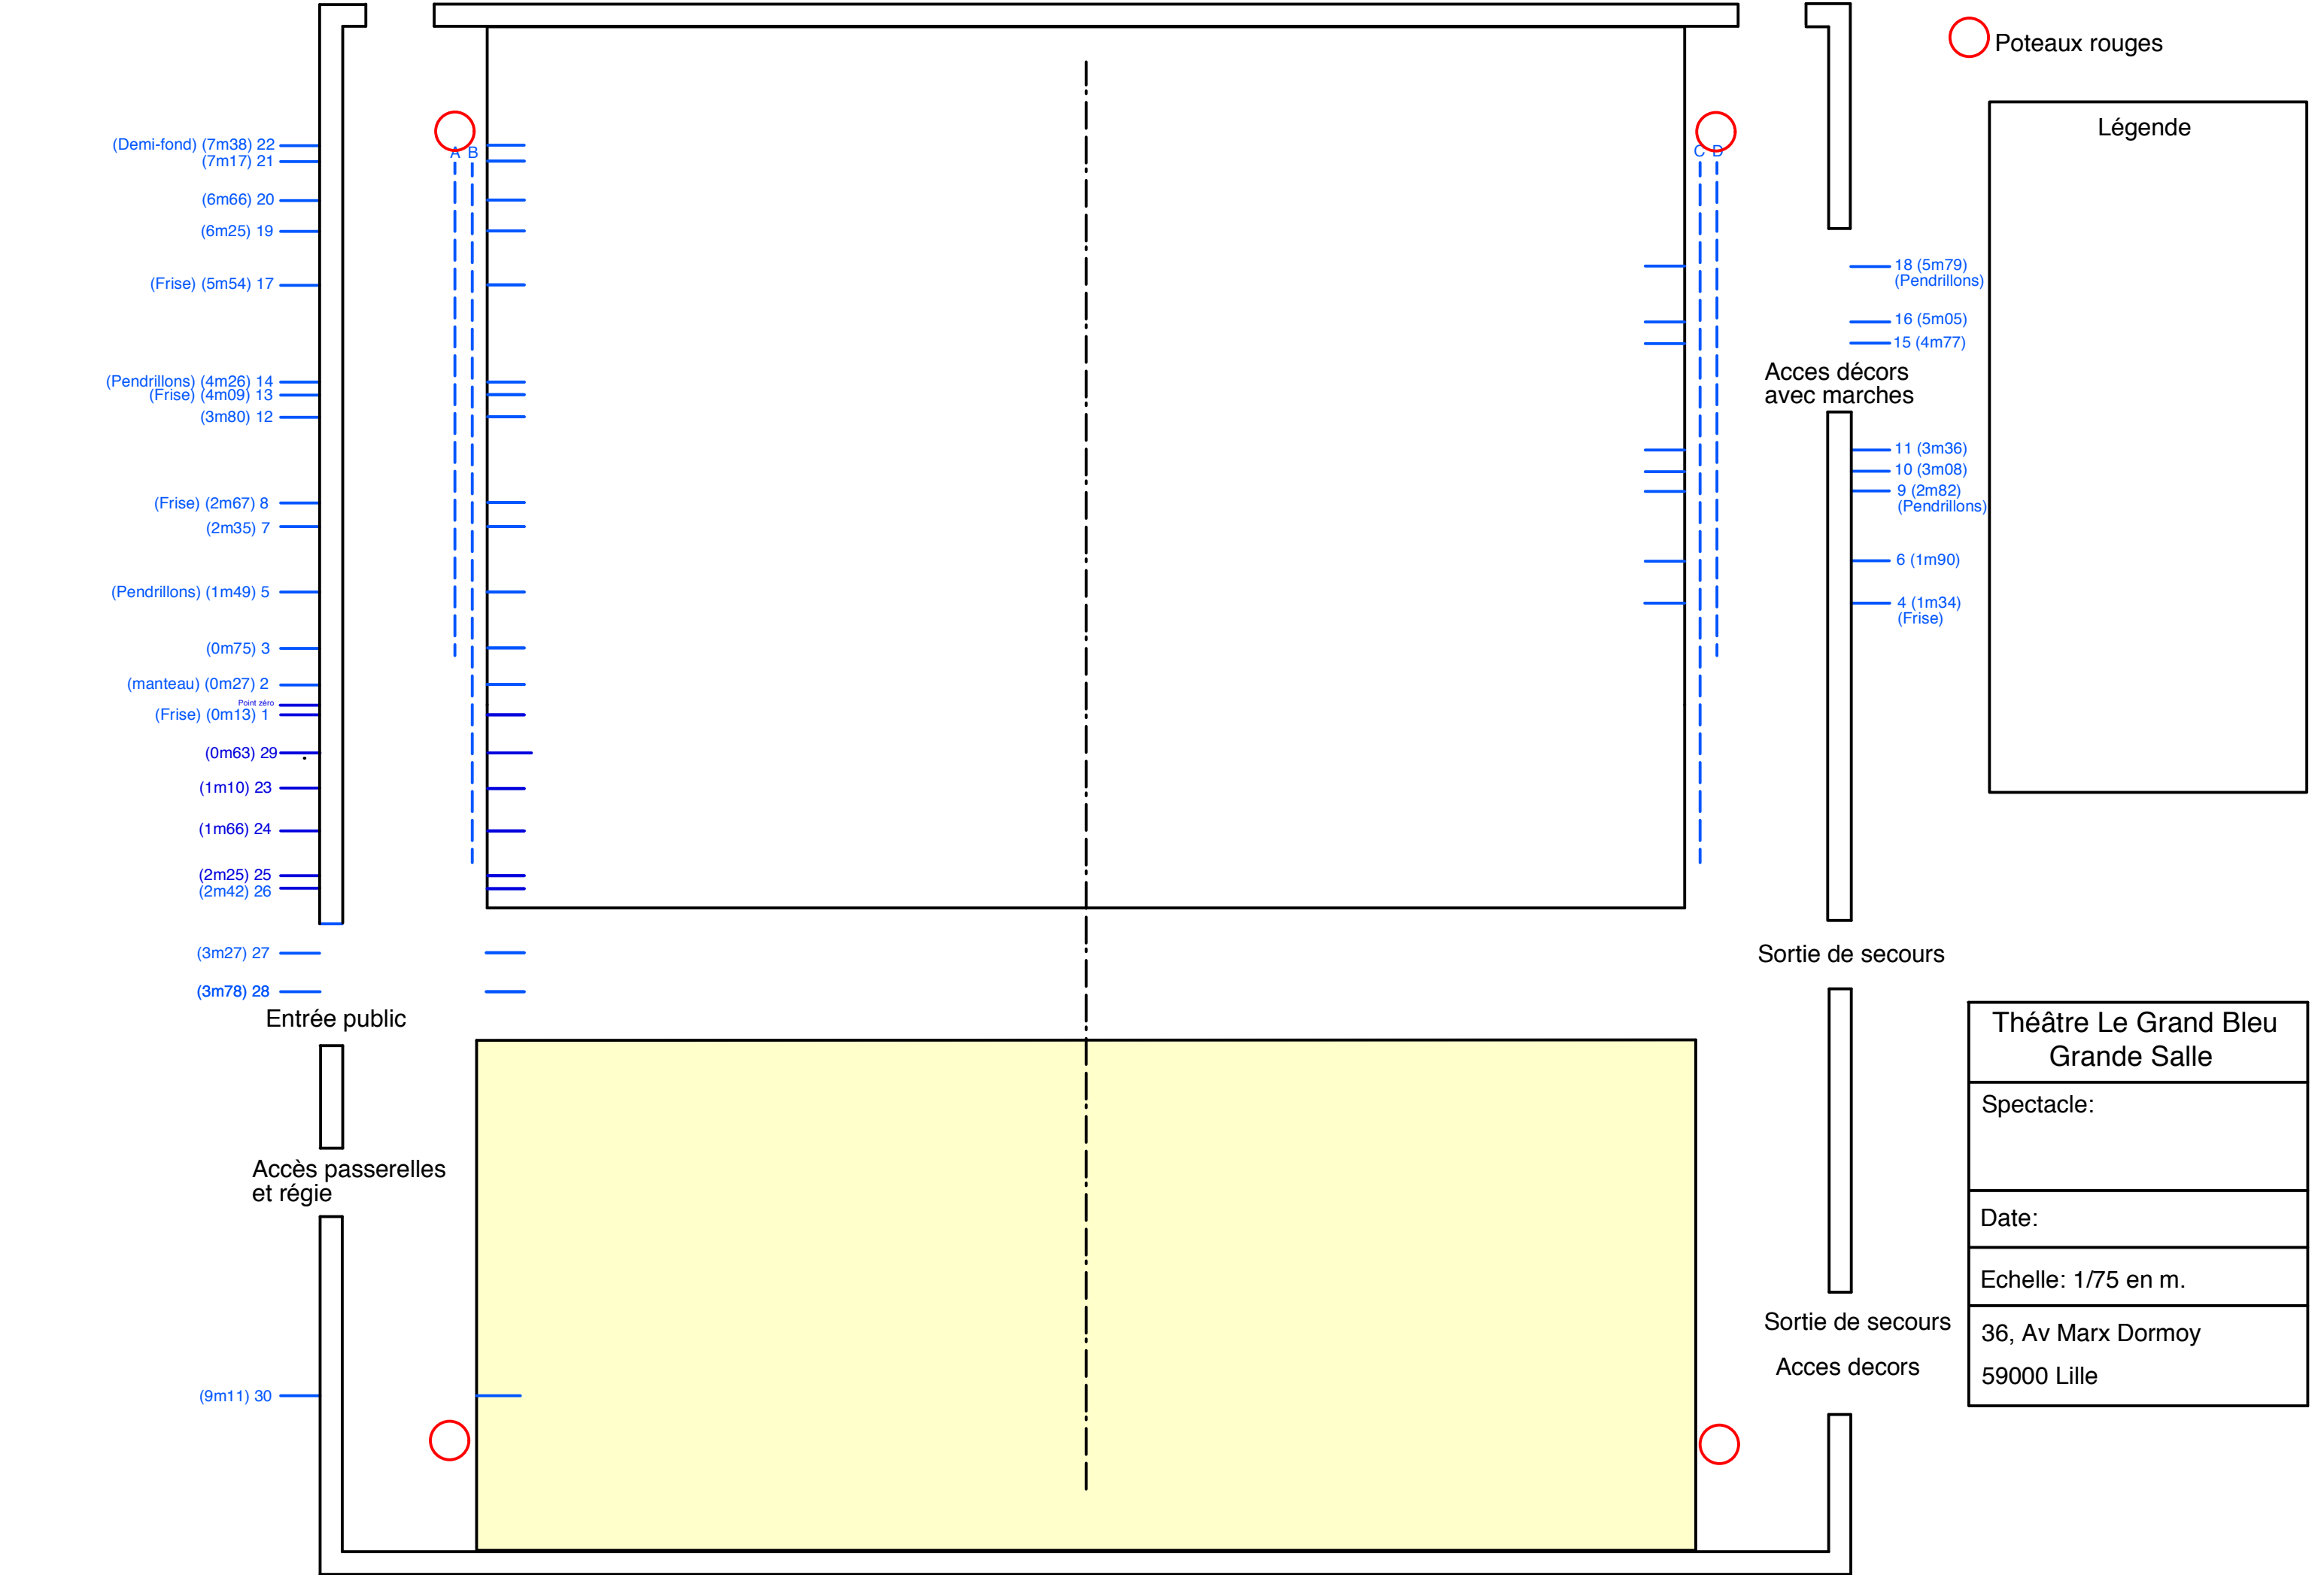 Poteaux rouges
Légende
(Demi-fond) (7m38) 22
(7m17) 21
A B
C D
(6m66) 20
(6m25) 19
(Frise) (5m54) 17
(Pendrillons) (4m26) 14
(Frise) (4m09) 13
(3m80) 12
(Frise) (2m67) 8
(2m35) 7
(Pendrillons) (1m49) 5
(0m75) 3
(manteau) (0m27) 2
Point zéro
(Frise) (0m13) 1
(0m63) 29
(1m10) 23
(1m66) 24
(2m25) 25
(2m42) 26
(3m27) 27
(3m78) 28
Entrée public
Accès passerelles
et régie
(9m11) 30
18 (5m79)
(Pendrillons)
16 (5m05)
15 (4m77)
Acces décors
avec marches
11 (3m36)
10 (3m08)
9 (2m82)
(Pendrillons)
6 (1m90)
4 (1m34)
(Frise)
Sortie de secours
Sortie de secours
Acces decors
Théâtre Le Grand Bleu
Grande Salle
Spectacle:
Date:
Echelle: 1/75 en m.
36, Av Marx Dormoy
59000 Lille